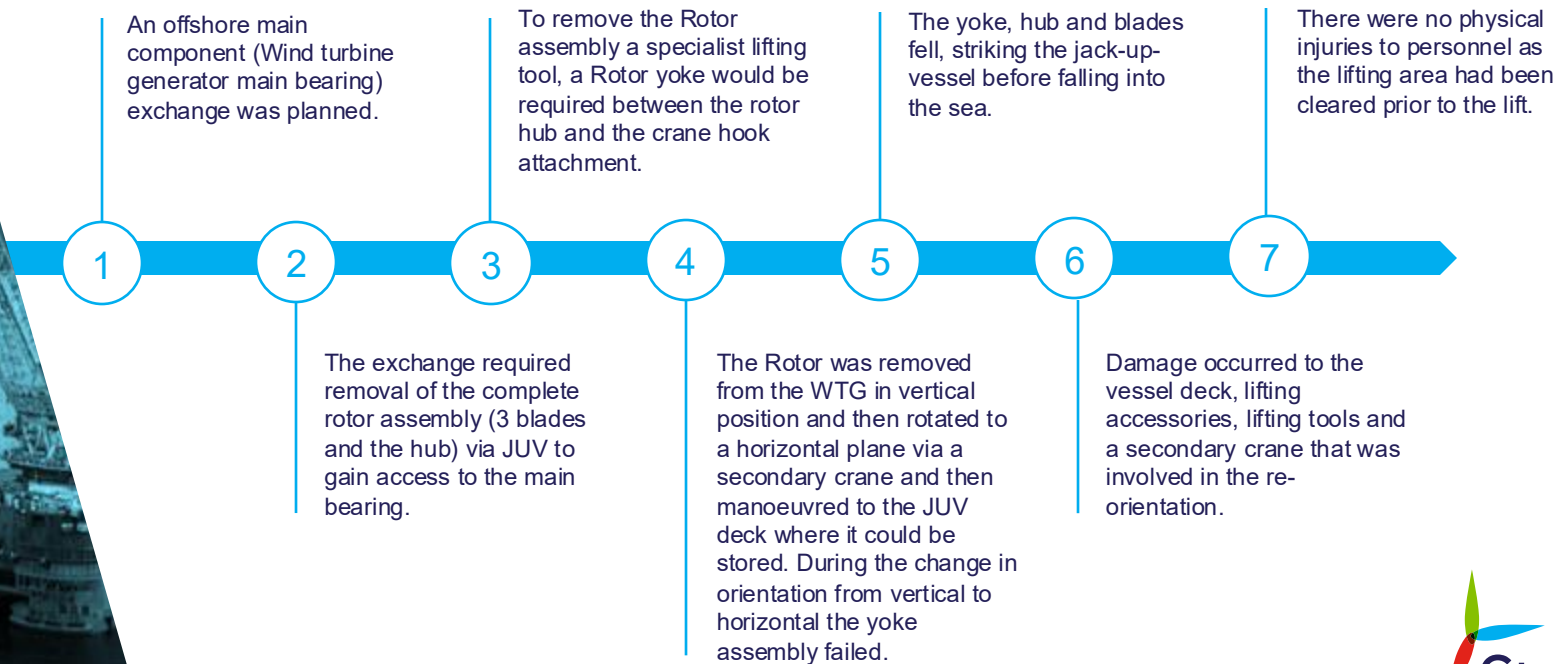 An offshore main
component (Wind turbine
generator main bearing)
exchange was planned.
To remove the Rotor
assembly a specialist lifting
tool, a Rotor yoke would be
required between the rotor
hub and the crane hook
attachment.
The yoke, hub and blades
fell, striking the jack-up-
vessel before falling into
the sea.
There were no physical
injuries to personnel as
the lifting area had been
cleared prior to the lift.
1
2
3
4
5
6
7
The exchange required
removal of the complete
rotor assembly (3 blades
and the hub) via JUV to
gain access to the main
bearing.
The Rotor was removed
from the WTG in vertical
position and then rotated to
a horizontal plane via a
secondary crane and then
manoeuvred to the JUV
deck where it could be
stored. During the change in
orientation from vertical to
horizontal the yoke
assembly failed.
Damage occurred to the
vessel deck, lifting
accessories, lifting tools and
a secondary crane that was
involved in the re-
orientation.